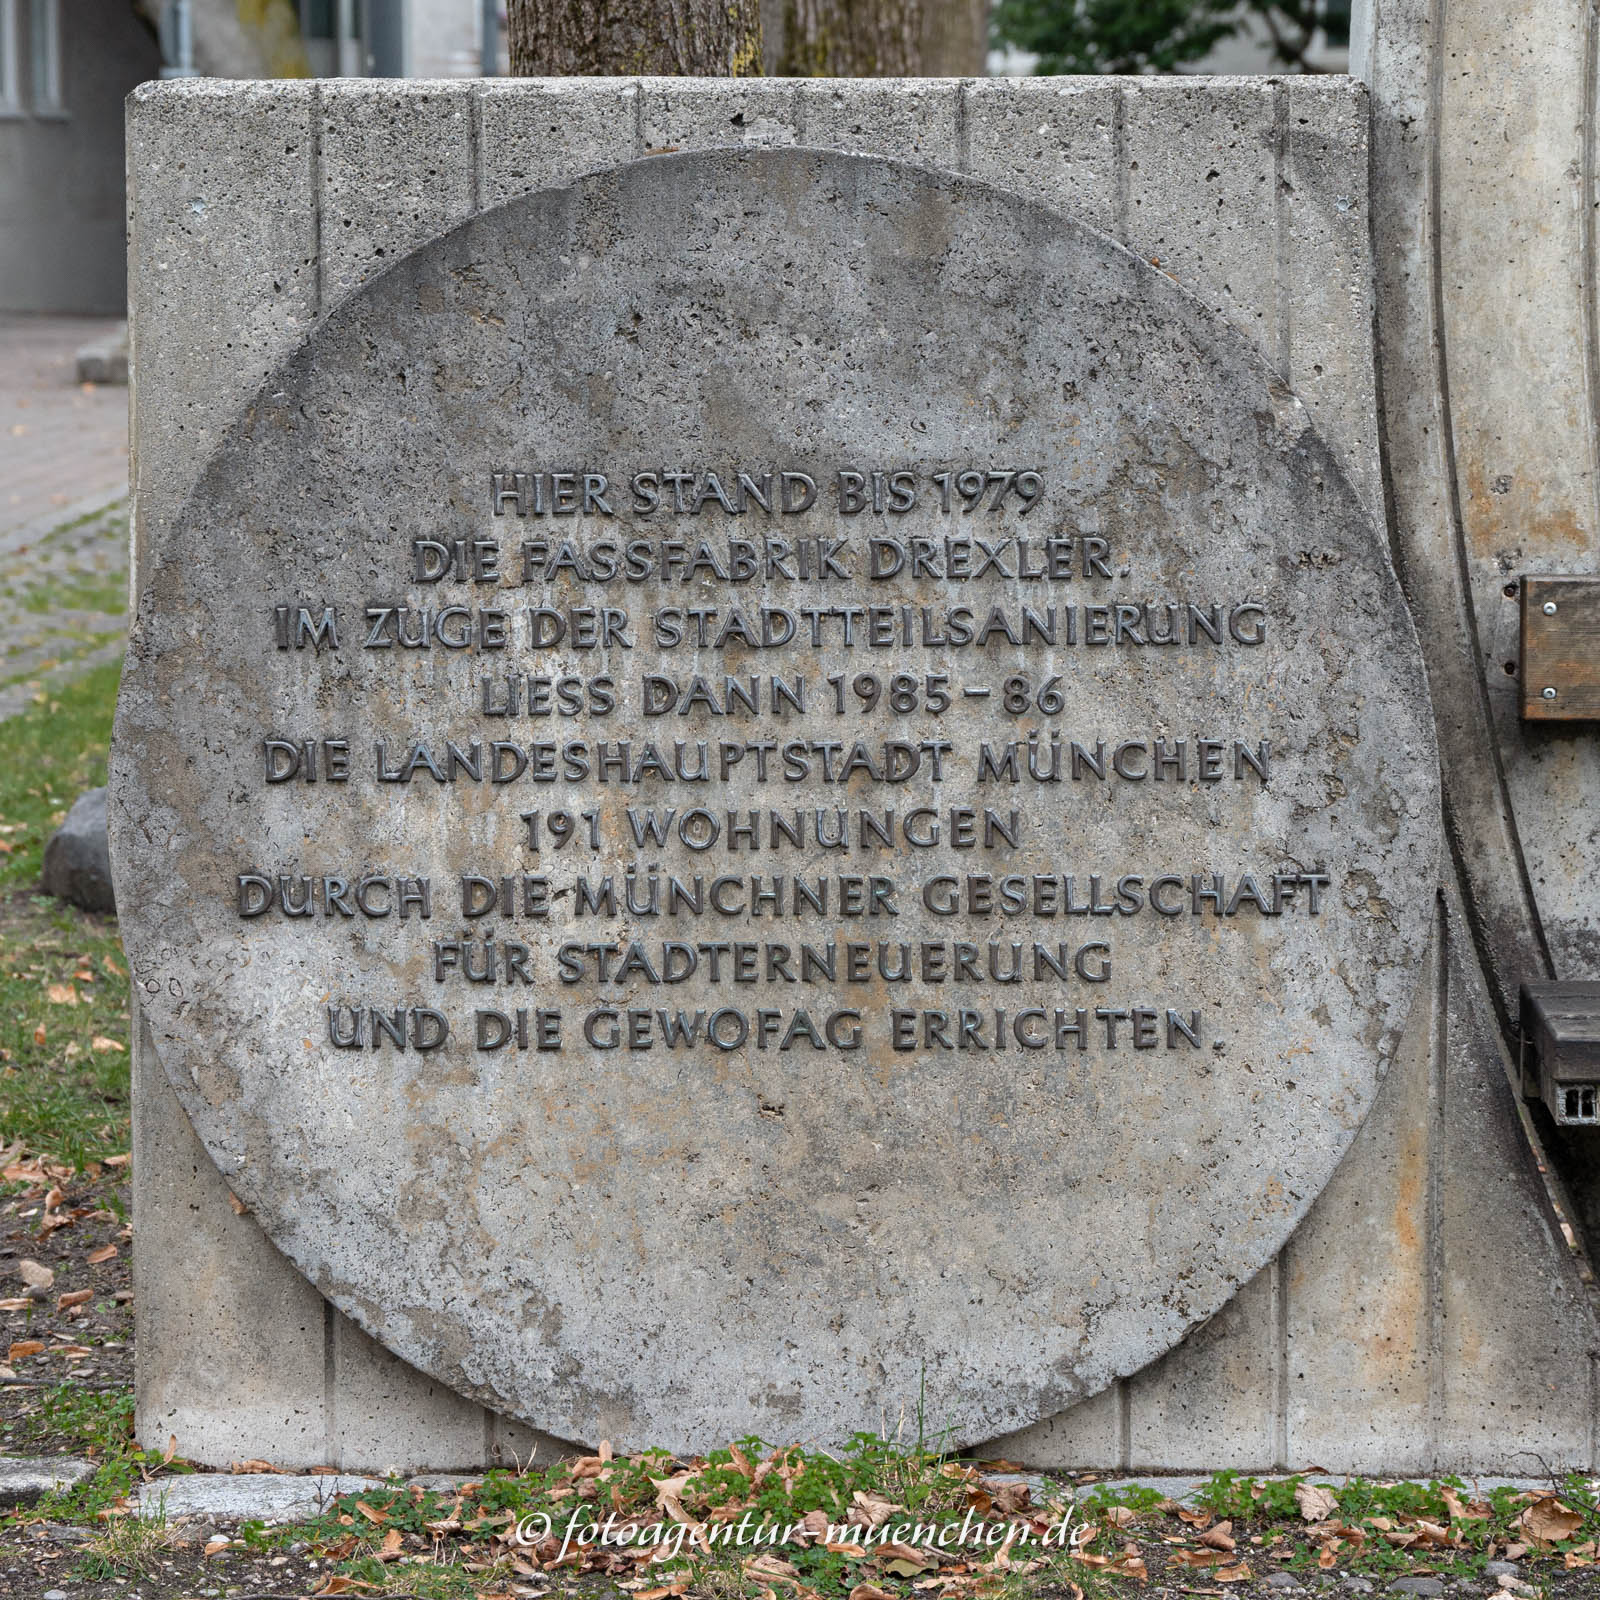 HIER STAND BIS 1979
DIE FASSFABRIK DREXLER.
IM ZUGE DER STADTTEILSANIERUNG
LIESS DANN 1985-86
DIE LANDESHAUPTSTADT MÜNCHEN
191 WOHNUNGEN
DURCH DIE MÜNCHNER GESELLSCHAFT
FÜR STADTERNEUERUNG
UND DIE GEWOFAG ERRICHTEN.
© fotoagentur-muenchen.de